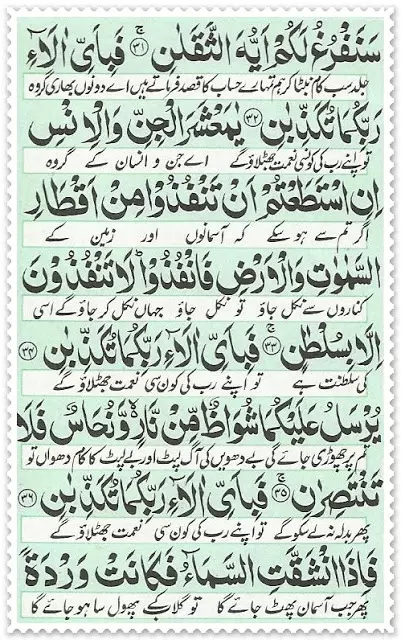 سَنَفْرُغُ لَكُمْ اَيُّهَ الثَّقَلٰنِ ۚ‏﴿۳۱﴾ فَبِاَىِّ اٰلَآءِ
جلد سب کام نبٹا کر ہم تمہارے حساب کا قصد فرماتے ہیں اے دونوں بھاری گروہ
رَبِّكُمَا تُكَذِّبٰنِ ﴿۳۲﴾ يٰمَعْشَرَ الْجِنِّ وَالْاِنْسِ
تو اپنے رب کی کونسی نعمت جھٹلاؤ گے اے جن و انسان کے گروہ
اِنِ اسْتَطَعْتُمْ اَنْ تَنْفُذُوْا مِنْ اَقْطَارِ
اگر تم سے ہو سکے کہ آسمانوں اور زمین کے
السَّمٰوٰتِ وَالْاَرْضِ فَانْفُذُوْا ؕ لَا تَنْفُذُوْنَ
کناروں سے نکل جاؤ تو نکل جاؤ جہاں نکل کر جاؤ گے اسی
اِلَّا بِسُلْطٰنٍ ۚ﴿۳۳﴾ فَبِاَىِّ اٰلَآءِ رَبِّكُمَا تُكَذِّبٰنِ ﴿۳۴﴾
کی سلطنت ہے تو اپنے رب کی کون سی نعمت جھٹلاؤ گے
يُرْسَلُ عَلَيْكُمَا شُوَاظٌ مِّنْ نَّارٍ ۙ وَّنُحَاسٌ فَلَا
تم پر چھوڑی جائے گی بے دھویں کی آگ لپٹ اور بے لپٹ کا کالا دھواں تو
تَنْتَصِرٰنِ ۚ﴿۳۵﴾ فَبِاَىِّ اٰلَآءِ رَبِّكُمَا تُكَذِّبٰنِ ﴿۳۶﴾
پھر بدلہ نہ لے سکو گے تو اپنے رب کی کون سی نعمت جھٹلاؤ گے
فَاِذَا انْشَقَّتِ السَّمَآءُ فَكَانَتْ وَرْدَةً
پھر جب آسمان پھٹ جائے گا تو گلاب کے پھول سا ہو جائے گا